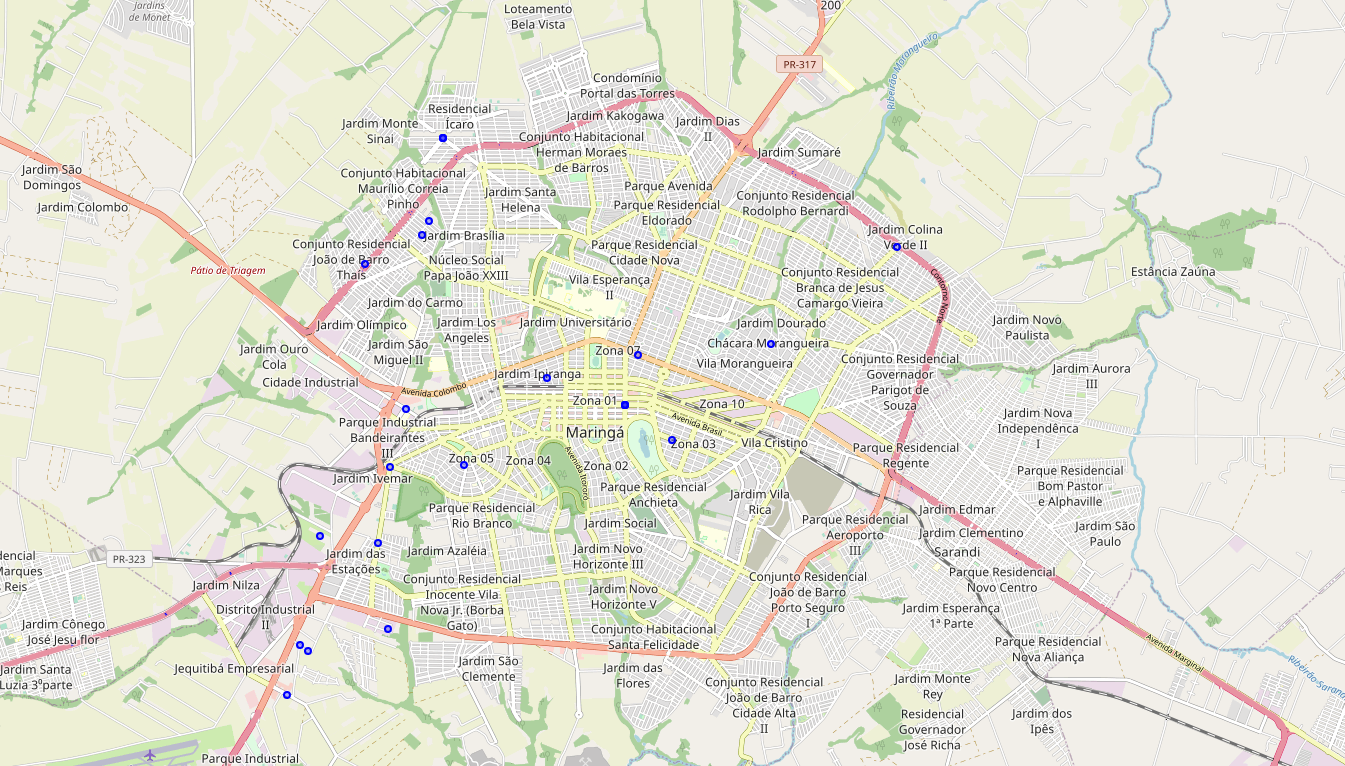 Jardins
de Monet
Loteamento
Bela Vista
200
PR-317
Ribeirão Morangueiro
Condomínio
Portal das Torres
Residencial
Ícaro
Jardim Kakogawa
Jardim Dias
II
Jardim Monte
Sinai
Conjunto Habitacional
Herman Moraes
de Barros
Jardim Sumaré
Jardim São
Domingos
Conjunto Habitacional
Maurílio Correia
Pinho
Jardim Santa
Helena
Parque Avenida
Parque Residencial
Eldorado
Conjunto Residencial
Rodolpho Bernardi
Jardim Colombo
Jardim Colina
Verde II
Jardim Brasília
Conjunto Residencial
João de Barro
Thaís
Parque Residencial
Cidade Nova
Pátio de Triagem
Núcleo Social
Papa João XXIII
Vila Esperança
II
Conjunto Residencial
Branca de Jesus
Camargo Vieira
Contorno Norte
Estância Zaúna
Jardim do Carmo
Jardim Olímpico
Jardim Los
Angeles
Jardim Universitário
Jardim Dourado
Jardim Novo
Paulista
Jardim São
Miguel II
Chácara Morangueira
Zona 07
Jardim Ouro
Cola
Vila Morangueira
Conjunto Residencial
Governador
Parigot de
Souza
Jardim Aurora
III
Cidade Industrial
Jardim Ipiranga
Avenida Colombo
Zona 01
Zona 10
Parque Industrial
Bandeirantes
III
Maringá
Avenida Brasil
Zona 03
Vila Cristino
Jardim Nova
Independência
I
Parque Residencial
Regente
Zona 05
Zona 04
Avenida Itororó
Zona 02
Jardim Ivemar
Parque Residencial
Anchieta
Parque Residencial
Bom Pastor
e Alphaville
Jardim Vila
Rica
Parque Residencial
Rio Branco
Jardim Social
Parque Residencial
Aeroporto
III
Jardim Edmar
Jardim Clementino
Jardim São
Paulo
Sarandi
PR-323
dencial
Marques
Reis
Jardim das
Estações
Jardim Azaléia
Jardim Novo
Horizonte III
Parque Residencial
Novo Centro
Jardim Nilza
Conjunto Residencial
Inocente Vila
Nova Jr. (Borba
Gato)
Jardim Novo
Horizonte V
Conjunto Residencial
João de Barro
Porto Seguro
I
Distrito Industrial
II
Jardim Esperança
1ª Parte
Jardim Cônego
José Jesu flor
Conjunto Habitacional
Santa Felicidade
Parque Residencial
Nova Aliança
Avenida Marginal
Jardim Santa
Luzia 3ªparte
Jequitibá Empresarial
Jardim São
Clemente
Jardim das
Flores
Conjunto Residencial
João de Barro
Cidade Alta
II
Jardim Monte
Rey
Residencial
Governador
José Richa
Jardim dos
Ipês
Parque Industrial